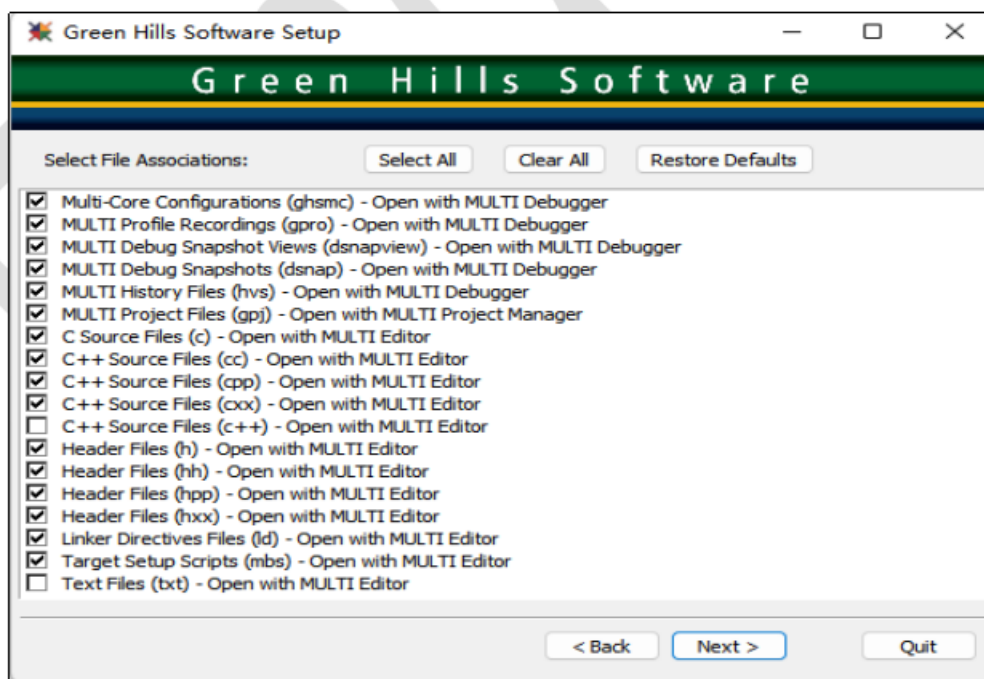 Green Hills Software Setup
Green Hills Software
Select File Associations: Select All Clear All Restore Defaults
Multi-Core Configurations (ghsmc) - Open with MULTI Debugger
MULTI Profile Recordings (gpro) - Open with MULTI Debugger
MULTI Debug Snapshot Views (dsnapview) - Open with MULTI Debugger
MULTI Debug Snapshots (dsnap) - Open with MULTI Debugger
MULTI History Files (hvs) - Open with MULTI Debugger
MULTI Project Files (gpj) - Open with MULTI Project Manager
C Source Files (c) - Open with MULTI Editor
C++ Source Files (cc) - Open with MULTI Editor
C++ Source Files (cpp) - Open with MULTI Editor
C++ Source Files (cxx) - Open with MULTI Editor
C++ Source Files (c++) - Open with MULTI Editor
Header Files (h) - Open with MULTI Editor
Header Files (hh) - Open with MULTI Editor
Header Files (hpp) - Open with MULTI Editor
Header Files (hxx) - Open with MULTI Editor
Linker Directives Files (ld) - Open with MULTI Editor
Target Setup Scripts (mbs) - Open with MULTI Editor
Text Files (txt) - Open with MULTI Editor
< Back Next > Quit